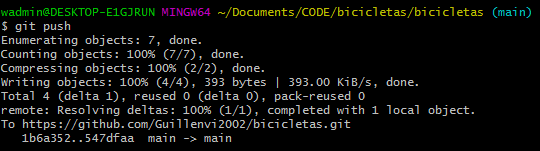 wadmin@DESKTOP-E1GJRUN MINGW64 ~/Documents/CODE/bicicletas/bicicletas (main)
$ git push
Enumerating objects: 7, done.
Counting objects: 100% (7/7), done.
Compressing objects: 100% (2/2), done.
Writing objects: 100% (4/4), 393 bytes | 393.00 KiB/s, done.
Total 4 (delta 1), reused 0 (delta 0), pack-reused 0
remote: Resolving deltas: 100% (1/1), completed with 1 local object.
To https://github.com/Guillenvi2002/bicicletas.git
   1b6a352..547dfaa  main -> main